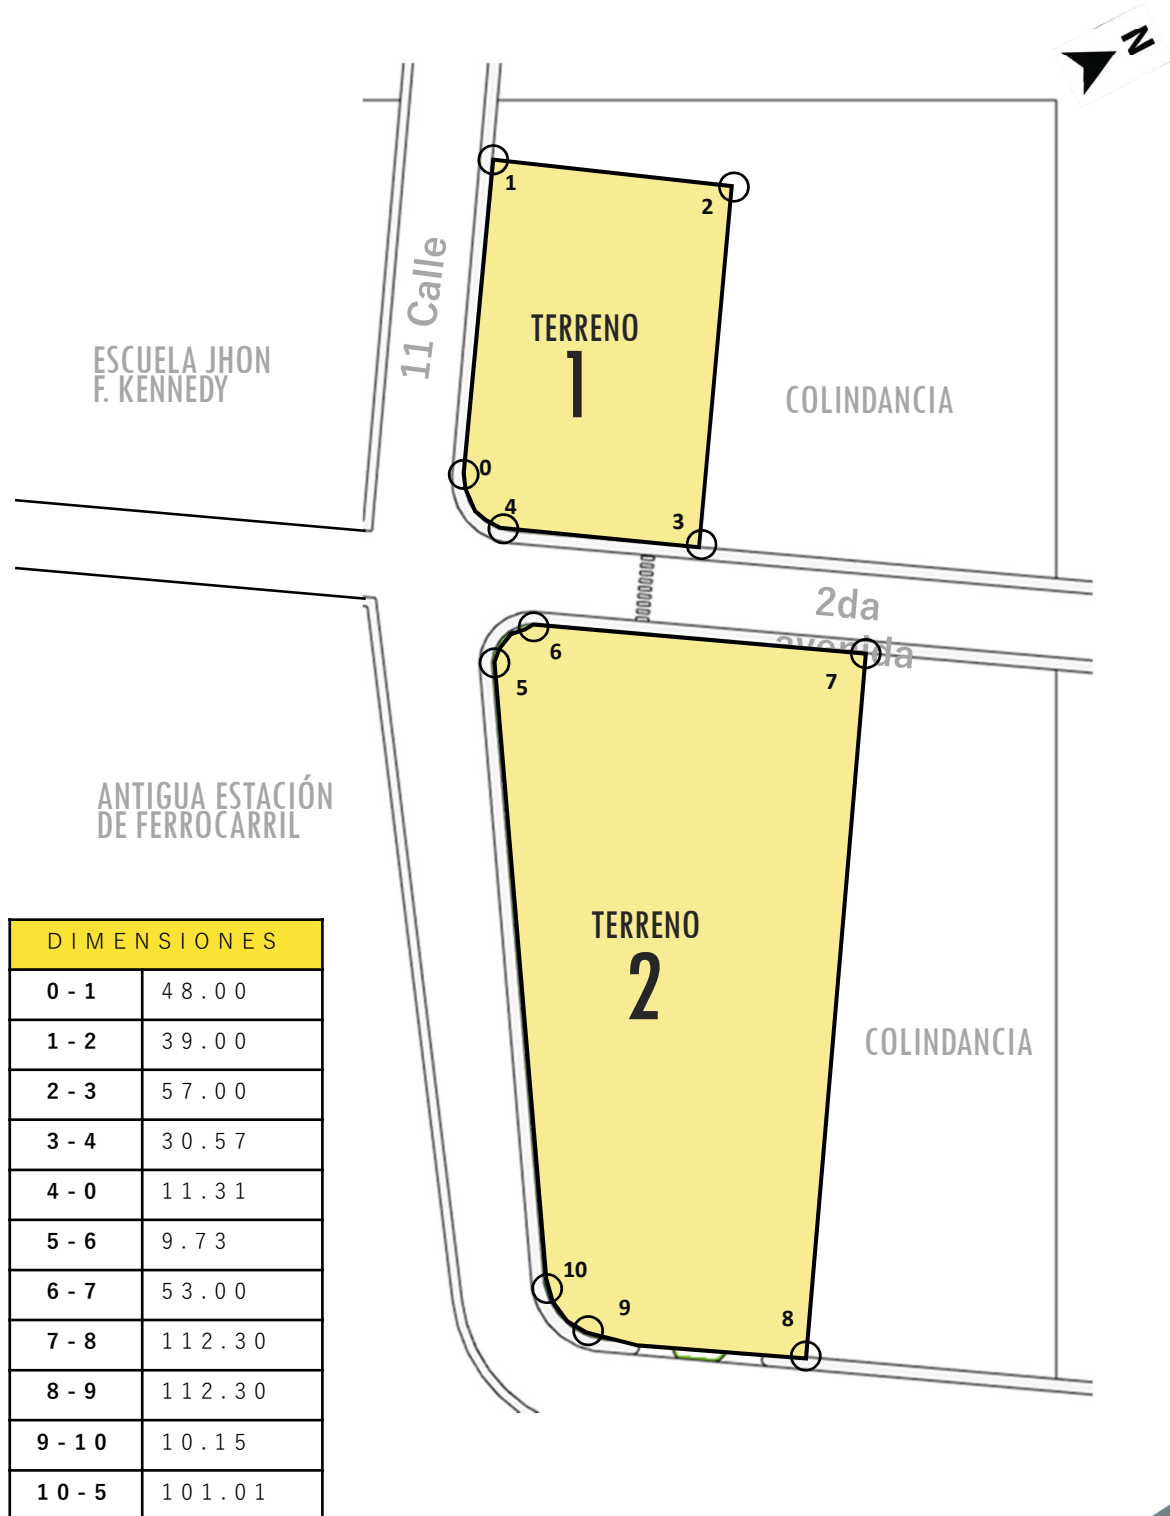 N
1
2
11 Calle
TERRENO
1
ESCUELA JHON
F. KENNEDY
COLINDANCIA
0
4
3
2da
avenida
6
5
7
ANTIGUA ESTACIÓN
DE FERROCARRIL
TERRENO
2
COLINDANCIA
10
9
8
DIMENSIONES
0 - 1 48.00
1 - 2 39.00
2 - 3 57.00
3 - 4 30.57
4 - 0 11.31
5 - 6 9.73
6 - 7 53.00
7 - 8 112.30
8 - 9 112.30
9 - 10 10.15
10 - 5 101.01